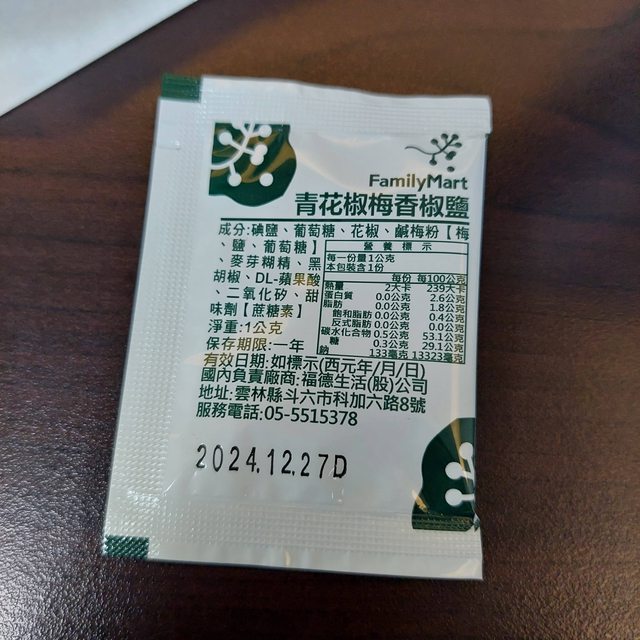 FamilyMart
青花椒梅香椒鹽
成分:碘鹽、葡萄糖、花椒、鹹梅粉【梅
、鹽、葡萄糖】
、麥芽糊精、黑
胡椒、DL-蘋果酸
、二氧化矽、甜
味劑【蔗糖素】
營養標示
每一份量1公克
本包裝含1份
每份 每100公克
熱量 2大卡 239大卡
蛋白質 0.0公克 2.6公克
脂肪 0.0公克 1.8公克
飽和脂肪 0.0公克 0.4公克
反式脂肪 0.0公克 0.0公克
碳水化合物 0.5公克 53.1公克
糖 0.3公克 29.1公克
鈉 133毫克 13323毫克
淨重:1公克
保存期限:一年
有效日期:如標示(西元年/月/日)
國內負責廠商:福德生活(股)公司
地址:雲林縣斗六市科加六路8號
服務電話:05-5515378
2024.12.27D